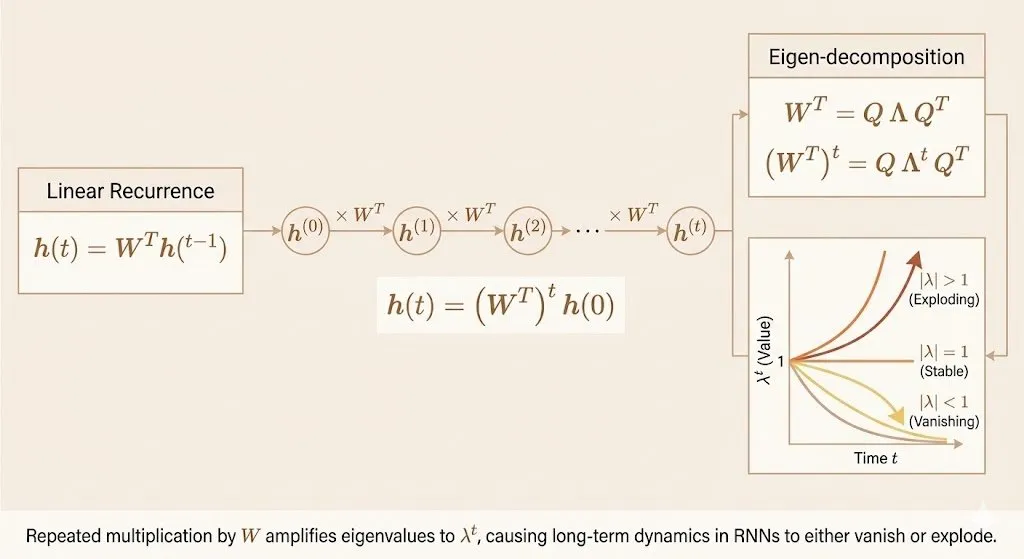 Linear Recurrence
h(t) = W^T h^(t−1)
h^(0)
× W^T
h^(1)
× W^T
h^(2)
···
× W^T
h^(t)
h(t) = (W^T)^t h(0)
Eigen-decomposition
W^T = Q Λ Q^T
(W^T)^t = Q Λ^t Q^T
λ^t (Value)
1
|λ| > 1
(Exploding)
|λ| = 1
(Stable)
|λ| < 1
(Vanishing)
Time t
Repeated multiplication by W amplifies eigenvalues to λ^t, causing long-term dynamics in RNNs to either vanish or explode.